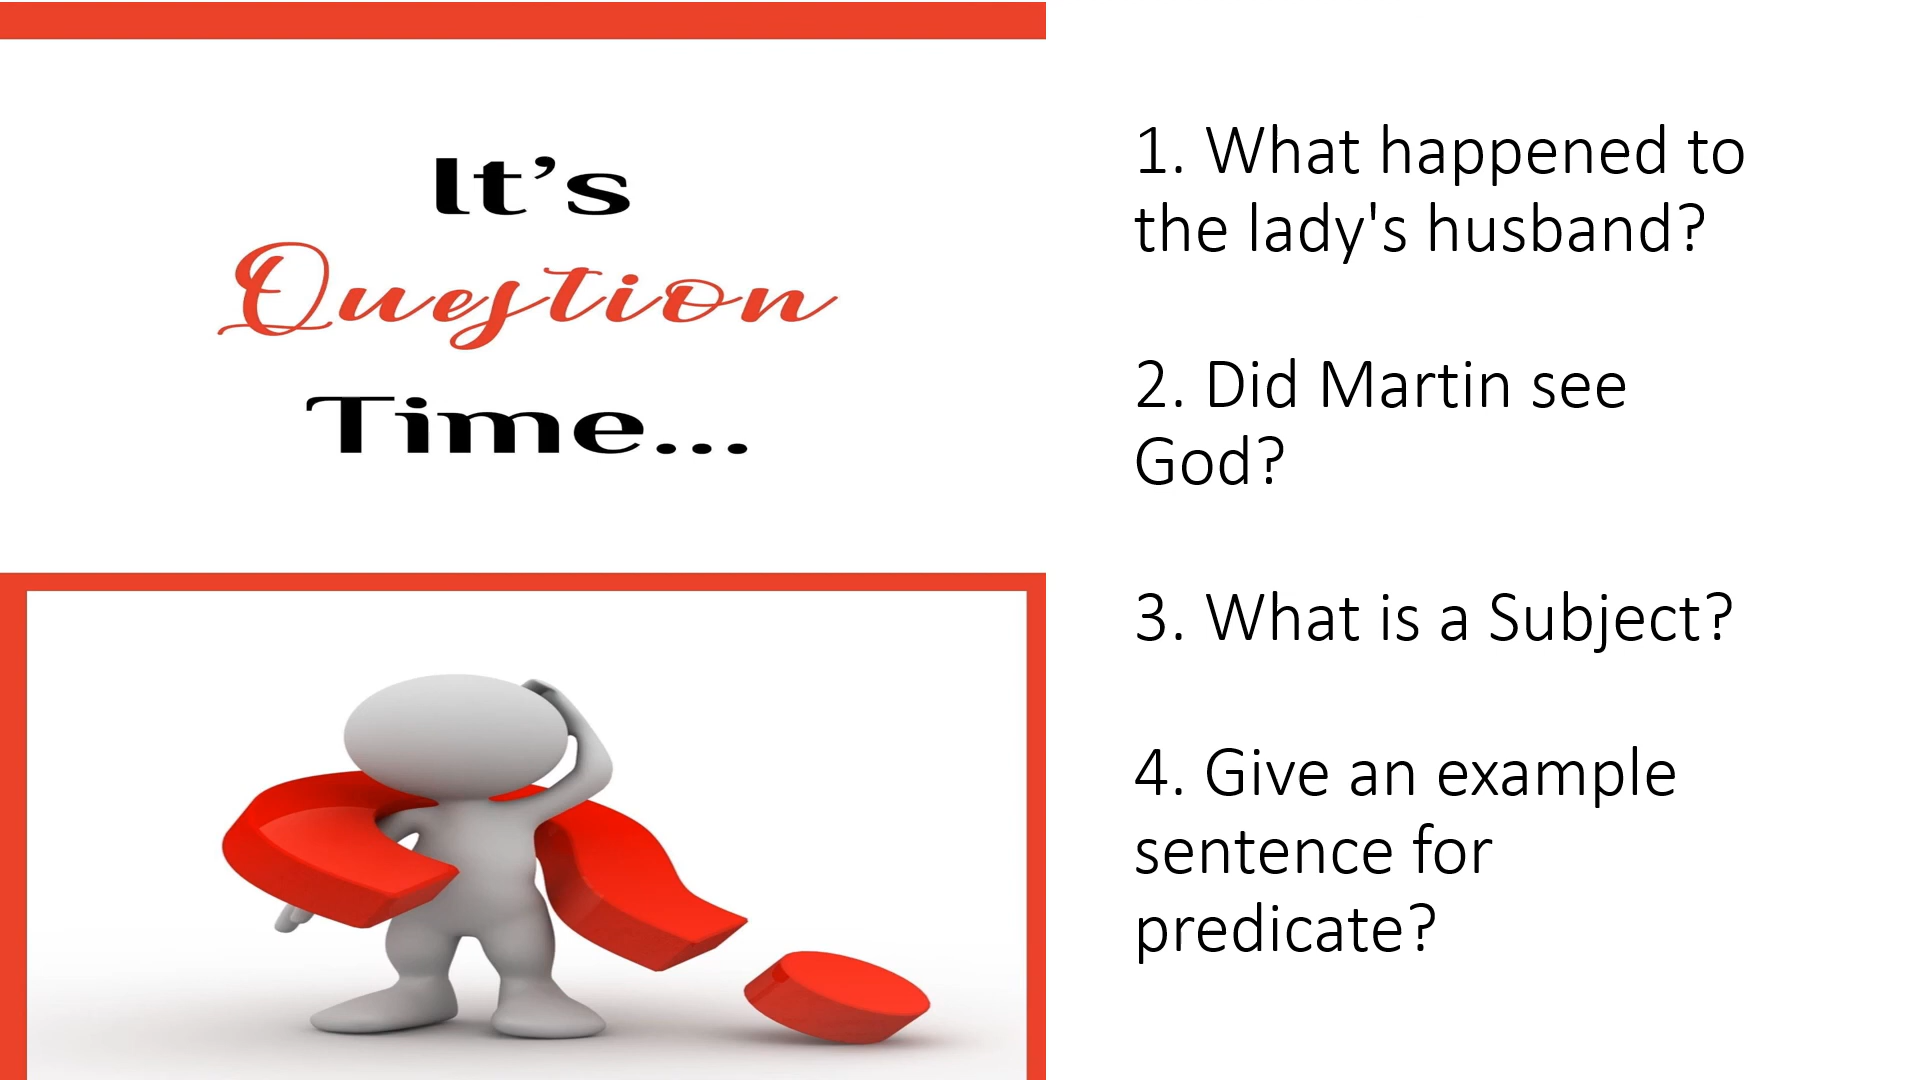 It’s
Question
Time...
1. What happened to
the lady's husband?
2. Did Martin see
God?
3. What is a Subject?
4. Give an example
sentence for
predicate?